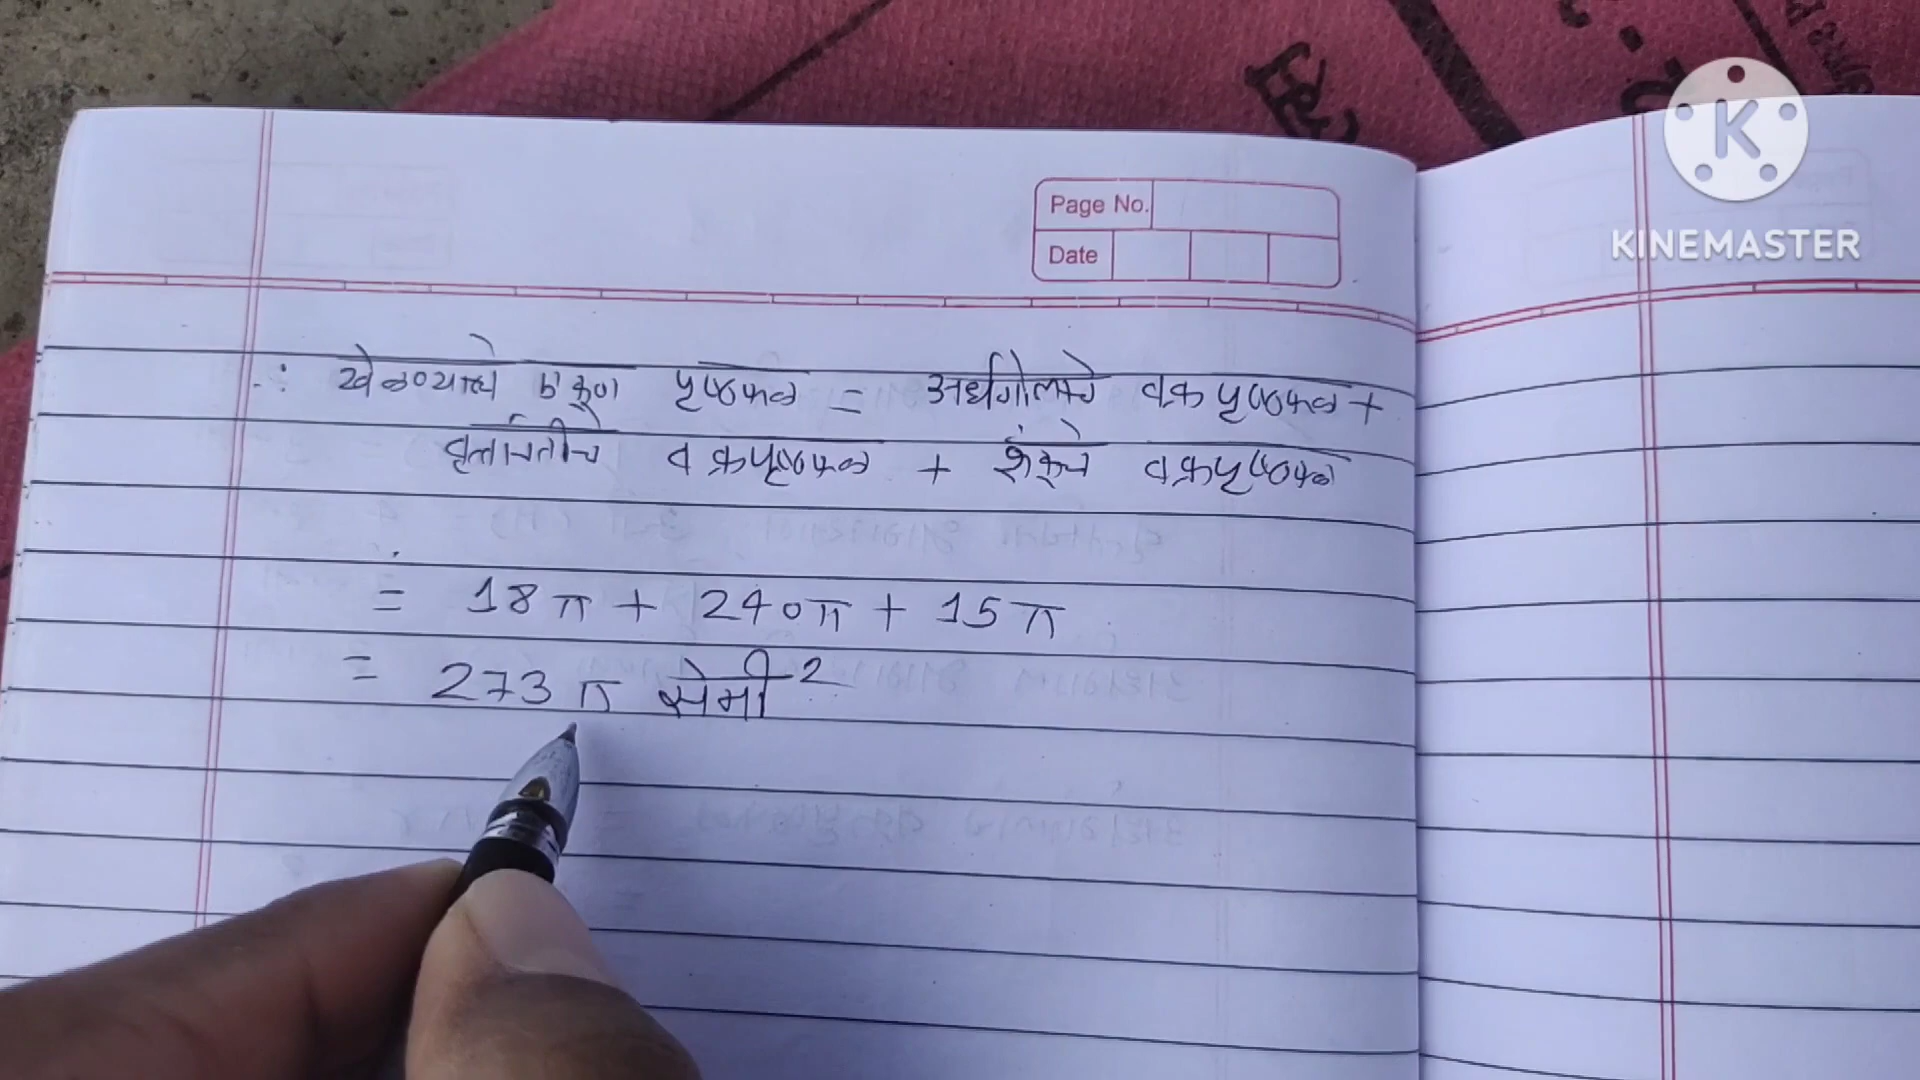 Page No.
Date
KINEMASTER
∴ खेळण्याचे एकूण पृष्ठफळ = अर्धगोलाचे वक्रपृष्ठफळ +
वृत्तचितीचे वक्रपृष्ठफळ + शंकूचे वक्रपृष्ठफळ
= 18π + 240π + 15π
= 273 π सेमी²